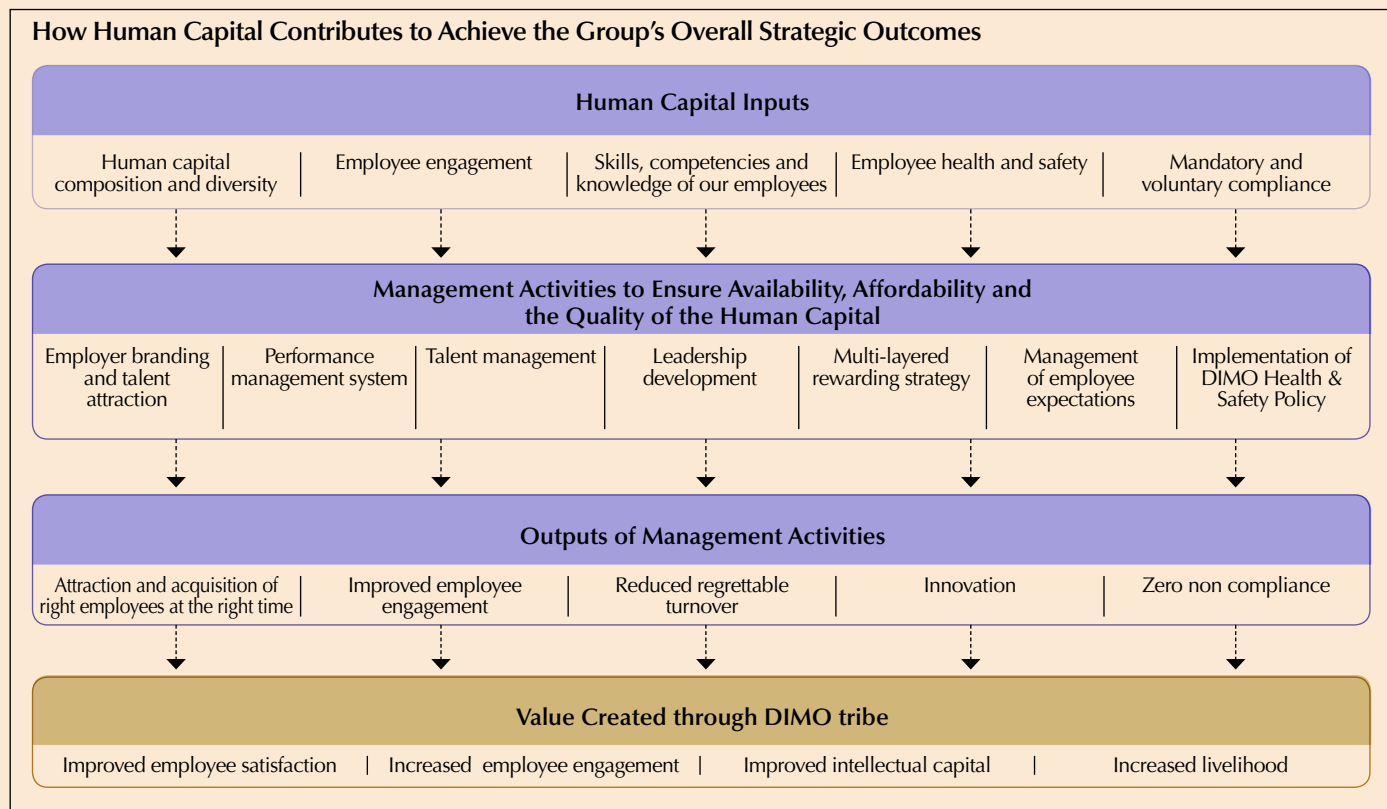 How Human Capital Contributes to Achieve the Group's Overall Strategic Outcomes
Human Capital Inputs
Human capital
composition and diversity
Employee engagement
Skills, competencies and
knowledge of our employees
Employee health and safety
Mandatory and
voluntary compliance
Management Activities to Ensure Availability, Affordability and
the Quality of the Human Capital
Employer branding
and talent
attraction
Performance
management system
Talent management
Leadership
development
Multi-layered
rewarding strategy
Management
of employee
expectations
Implementation of
DIMO Health &
Safety Policy
Outputs of Management Activities
Attraction and acquisition of
right employees at the right time
Improved employee
engagement
Reduced regrettable
turnover
Innovation
Zero non compliance
Value Created through DIMO tribe
Improved employee satisfaction
Increased employee engagement
Improved intellectual capital
Increased livelihood